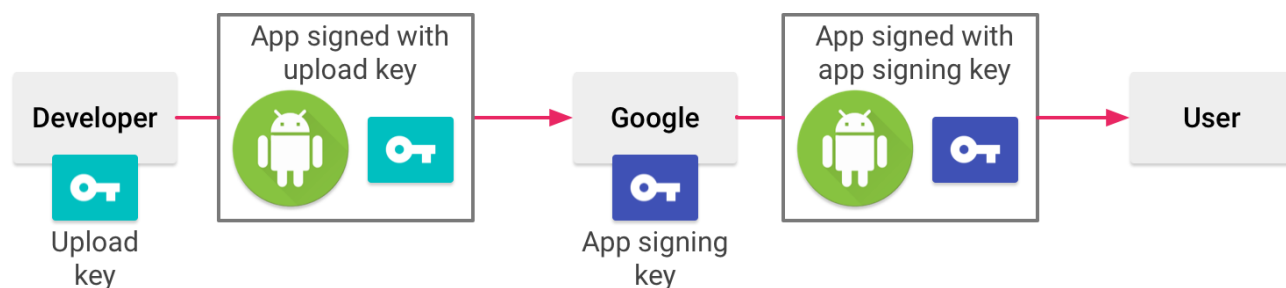 App signed with
upload key
App signed with
app signing key
Developer
Google
User
Upload
key
App signing
key